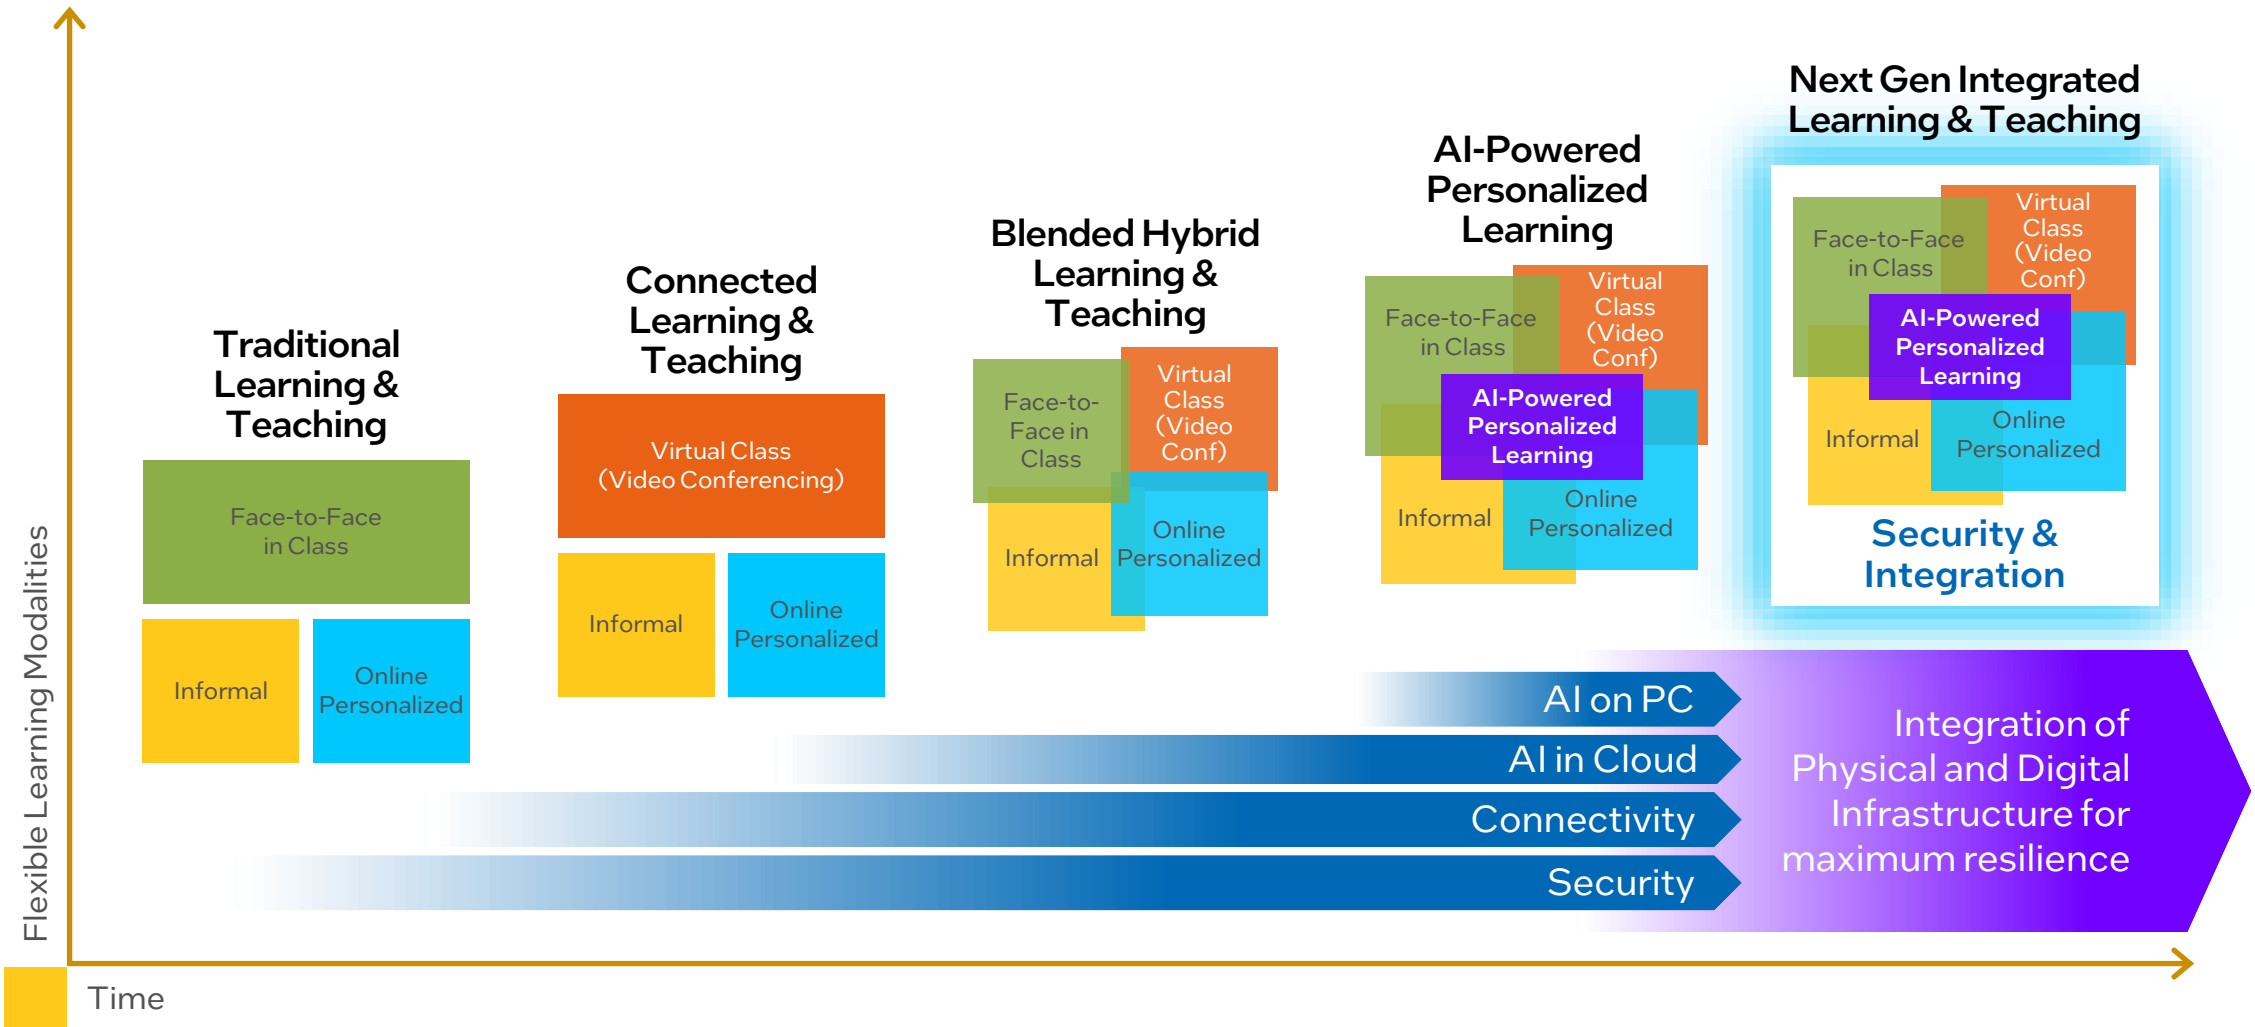 Flexible Learning Modalities
Traditional
Learning &
Teaching
Face-to-Face
in Class
Informal
Online
Personalized
Connected
Learning &
Teaching
Virtual Class
(Video Conferencing)
Informal
Online
Personalized
Blended Hybrid
Learning &
Teaching
Face-to-
Face in
Class
Virtual
Class
(Video
Conf)
Informal
Online
Personalized
AI-Powered
Personalized
Learning
Face-to-Face
in Class
Virtual
Class
(Video
Conf)
AI-Powered
Personalized
Learning
Informal
Online
Personalized
Next Gen Integrated
Learning & Teaching
Face-to-Face
in Class
Virtual
Class
(Video
Conf)
AI-Powered
Personalized
Learning
Informal
Online
Personalized
Security &
Integration
AI on PC
AI in Cloud
Connectivity
Security
Integration of
Physical and Digital
Infrastructure for
maximum resilience
Time